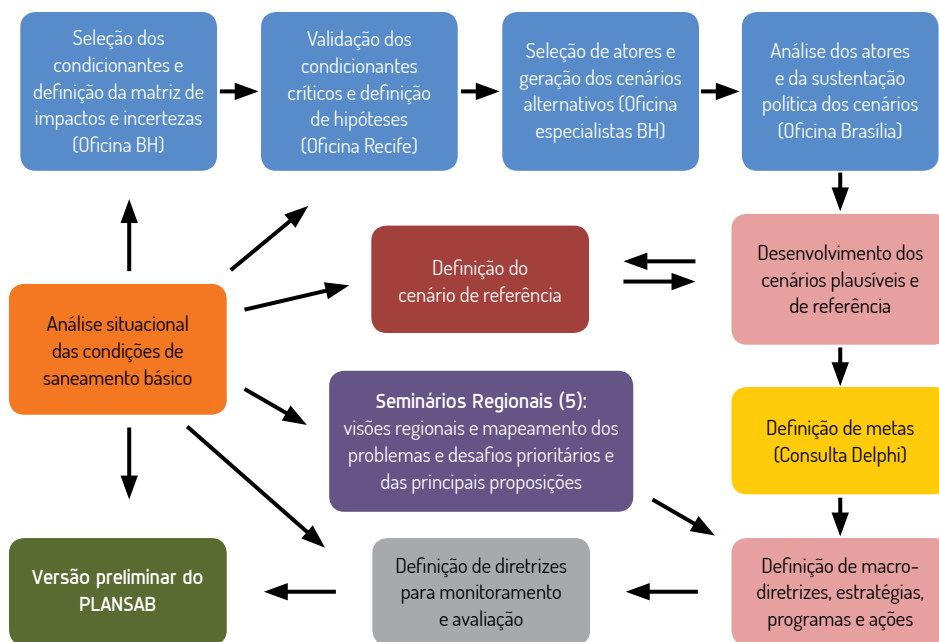 Seleção dos
condicionantes e
definição da matriz de
impactos e incertezas
(Oficina BH)
Validação dos
condicionantes
críticos e definição
de hipóteses
(Oficina Recife)
Seleção de atores e
geração dos cenários
alternativos (Oficina
especialistas BH)
Análise dos atores
e da sustentação
política dos cenários
(Oficina Brasília)
Definição do
cenário de referência
Desenvolvimento dos
cenários plausíveis e
de referência
Análise situacional
das condições de
saneamento básico
Seminários Regionais (5):
visões regionais e mapeamento dos
problemas e desafios prioritários e
das principais proposições
Definição de metas
(Consulta Delphi)
Versão preliminar do
PLANSAB
Definição de diretrizes
para monitoramento
e avaliação
Definição de macro-
diretrizes, estratégias,
programas e ações